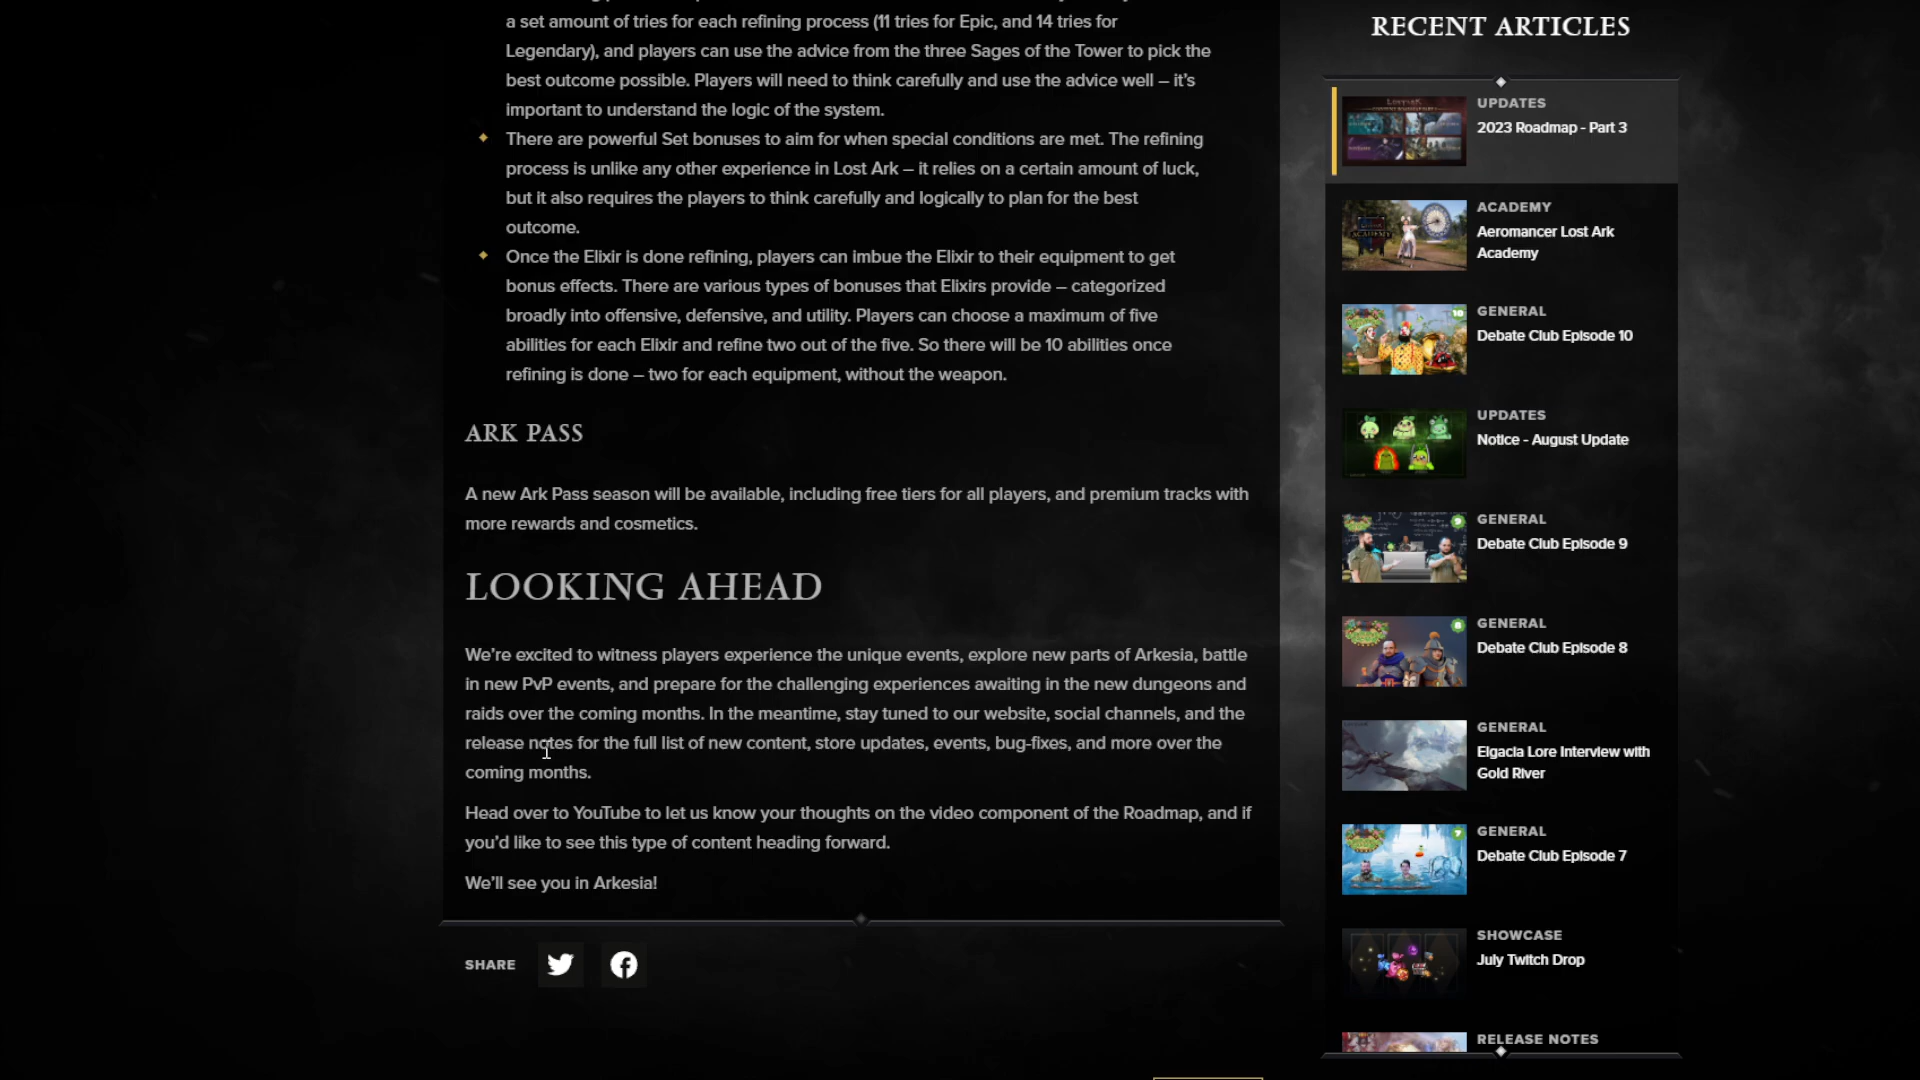 a set amount of tries for each refining process (11 tries for Epic, and 14 tries for
Legendary), and players can use the advice from the three Sages of the Tower to pick the
best outcome possible. Players will need to think carefully and use the advice well – it’s
important to understand the logic of the system.
There are powerful Set bonuses to aim for when special conditions are met. The refining
process is unlike any other experience in Lost Ark – it relies on a certain amount of luck,
but it also requires the players to think carefully and logically to plan for the best
outcome.
Once the Elixir is done refining, players can imbue the Elixir to their equipment to get
bonus effects. There are various types of bonuses that Elixirs provide – categorized
broadly into offensive, defensive, and utility. Players can choose a maximum of five
abilities for each Elixir and refine two out of the five. So there will be 10 abilities once
refining is done – two for each equipment, without the weapon.
ARK PASS
A new Ark Pass season will be available, including free tiers for all players, and premium tracks with
more rewards and cosmetics.
LOOKING AHEAD
We’re excited to witness players experience the unique events, explore new parts of Arkesia, battle
in new PvP events, and prepare for the challenging experiences awaiting in the new dungeons and
raids over the coming months. In the meantime, stay tuned to our website, social channels, and the
release notes for the full list of new content, store updates, events, bug-fixes, and more over the
coming months.
Head over to YouTube to let us know your thoughts on the video component of the Roadmap, and if
you’d like to see this type of content heading forward.
We’ll see you in Arkesia!
SHARE
RECENT ARTICLES
UPDATES
2023 Roadmap - Part 3
ACADEMY
Aeromancer Lost Ark
Academy
GENERAL
Debate Club Episode 10
UPDATES
Notice - August Update
GENERAL
Debate Club Episode 9
GENERAL
Debate Club Episode 8
GENERAL
Elgacia Lore Interview with
Gold River
GENERAL
Debate Club Episode 7
SHOWCASE
July Twitch Drop
RELEASE NOTES